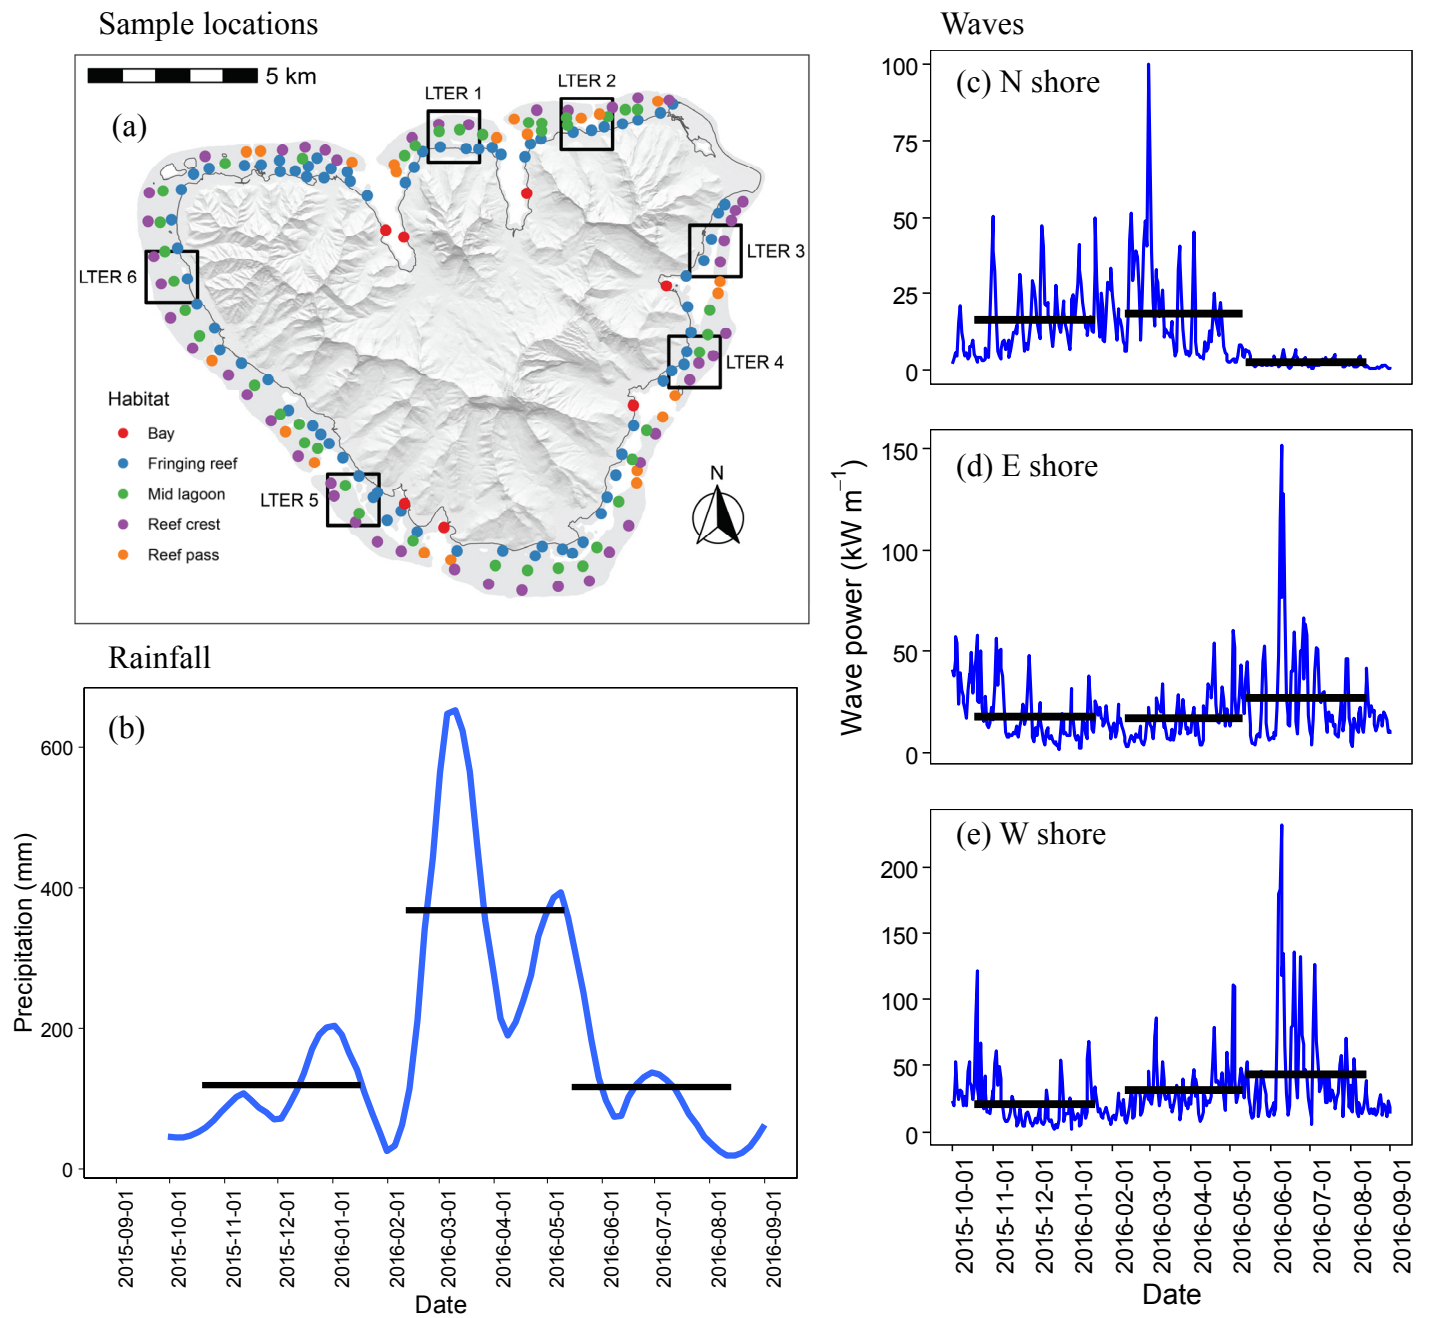 Sample locations
5 km
(a)
LTER 1
LTER 2
LTER 3
LTER 4
LTER 5
LTER 6
Habitat
Bay
Fringing reef
Mid lagoon
Reef crest
Reef pass
N
Rainfall
(b)
Precipitation (mm)
600
400
200
0
2015-09-01
2015-10-01
2015-11-01
2015-12-01
2016-01-01
2016-02-01
2016-03-01
2016-04-01
2016-05-01
2016-06-01
2016-07-01
2016-08-01
2016-09-01
Date
Waves
(c) N shore
100
75
50
25
0
(d) E shore
150
100
50
0
Wave power (kW m⁻¹)
(e) W shore
200
150
100
50
0
2015-10-01
2015-11-01
2015-12-01
2016-01-01
2016-02-01
2016-03-01
2016-04-01
2016-05-01
2016-06-01
2016-07-01
2016-08-01
2016-09-01
Date